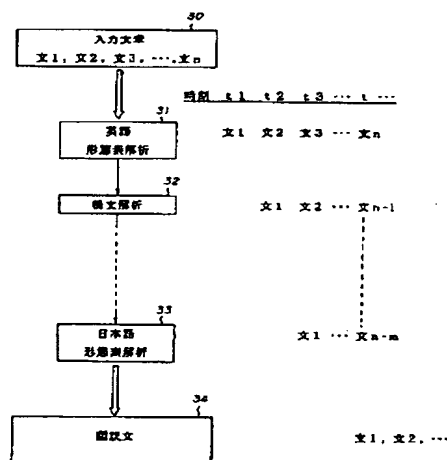 30
入力文章
文1, 文2, 文3, ‥‥,文n
時刻 t1 t2 t3 ‥‥ t ‥‥
31
英語
形態素解析
文1 文2 文3 ‥‥ 文n
32
構文解析
文1 文2 ‥‥ 文n-1
33
日本語
形態素解析
文1 ‥‥ 文n-m
34
翻訳文
文1, 文2, ‥‥